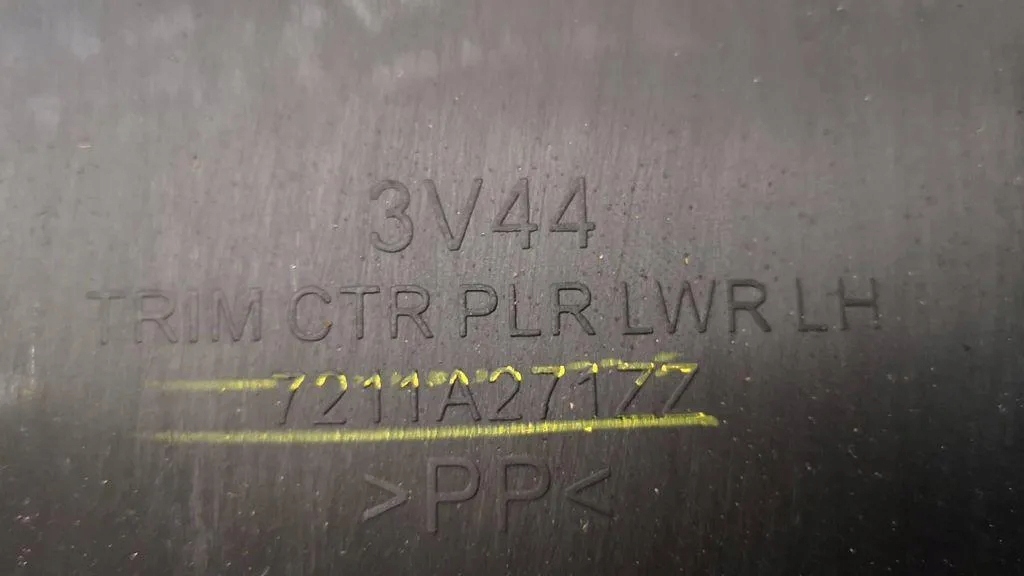 3V44
TRIM CTR PLR LWR LH
7211A271ZZ
>PP<